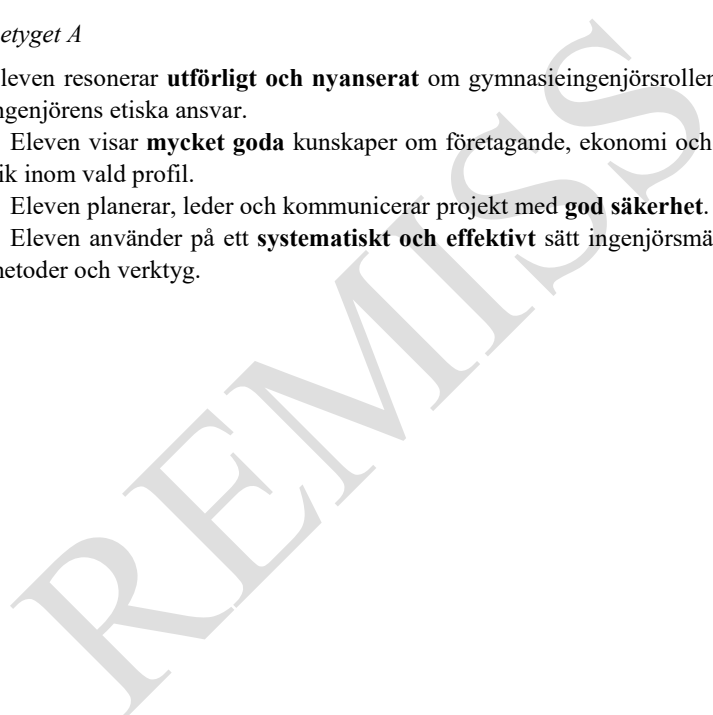 etyget A
leven resonerar utförligt och nyanserat om gymnasieingenjörsrollen
ngenjörens etiska ansvar.
Eleven visar mycket goda kunskaper om företagande, ekonomi och
ik inom vald profil.
Eleven planerar, leder och kommunicerar projekt med god säkerhet.
Eleven använder på ett systematiskt och effektivt sätt ingenjörsmä
netoder och verktyg.
REMISS